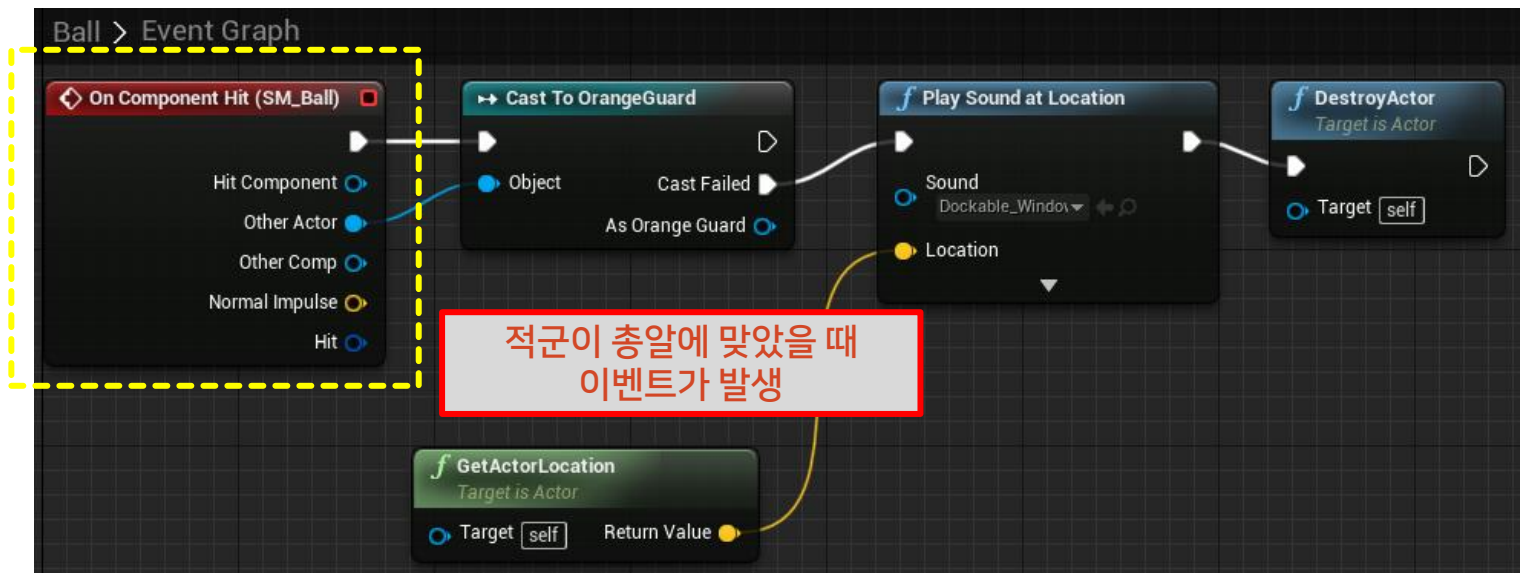 Ball > Event Graph
On Component Hit (SM_Ball)
Hit Component
Other Actor
Other Comp
Normal Impulse
Hit
Cast To OrangeGuard
Object
Cast Failed
As Orange Guard
Play Sound at Location
Sound
Dockable_Window
Location
DestroyActor
Target is Actor
Target self
적군이 총알에 맞았을 때
이벤트가 발생
GetActorLocation
Target is Actor
Target self
Return Value